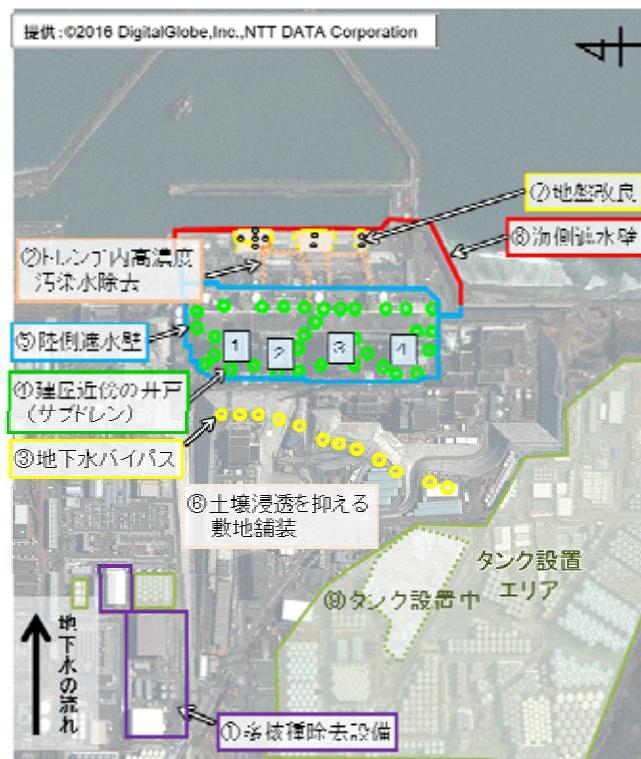 提供:©2016 DigitalGlobe,Inc.,NTT DATA Corporation
⑦地盤改良
⑧海側遮水壁
②トレンチ内高濃度
汚染水除去
⑤陸側遮水壁
1
2
3
4
④建屋近傍の井戸
(サブドレン)
③地下水バイパス
⑥土壌浸透を抑える
敷地舗装
タンク設置
エリア
⑨タンク設置中
地下水の流れ
①多核種除去設備